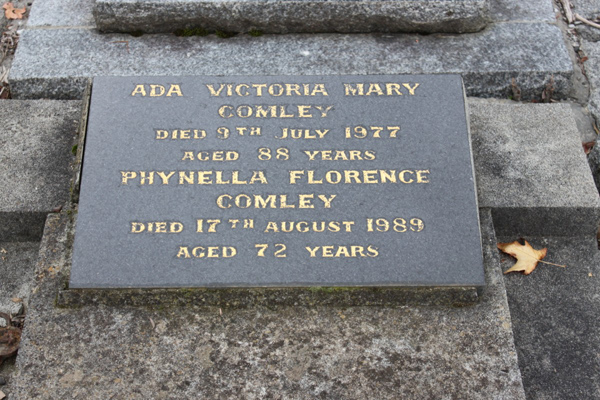 ADA VICTORIA MARY
COMLEY
DIED 9TH JULY 1977
AGED 88 YEARS
PHYNELLA FLORENCE
COMLEY
DIED 17TH AUGUST 1989
AGED 72 YEARS